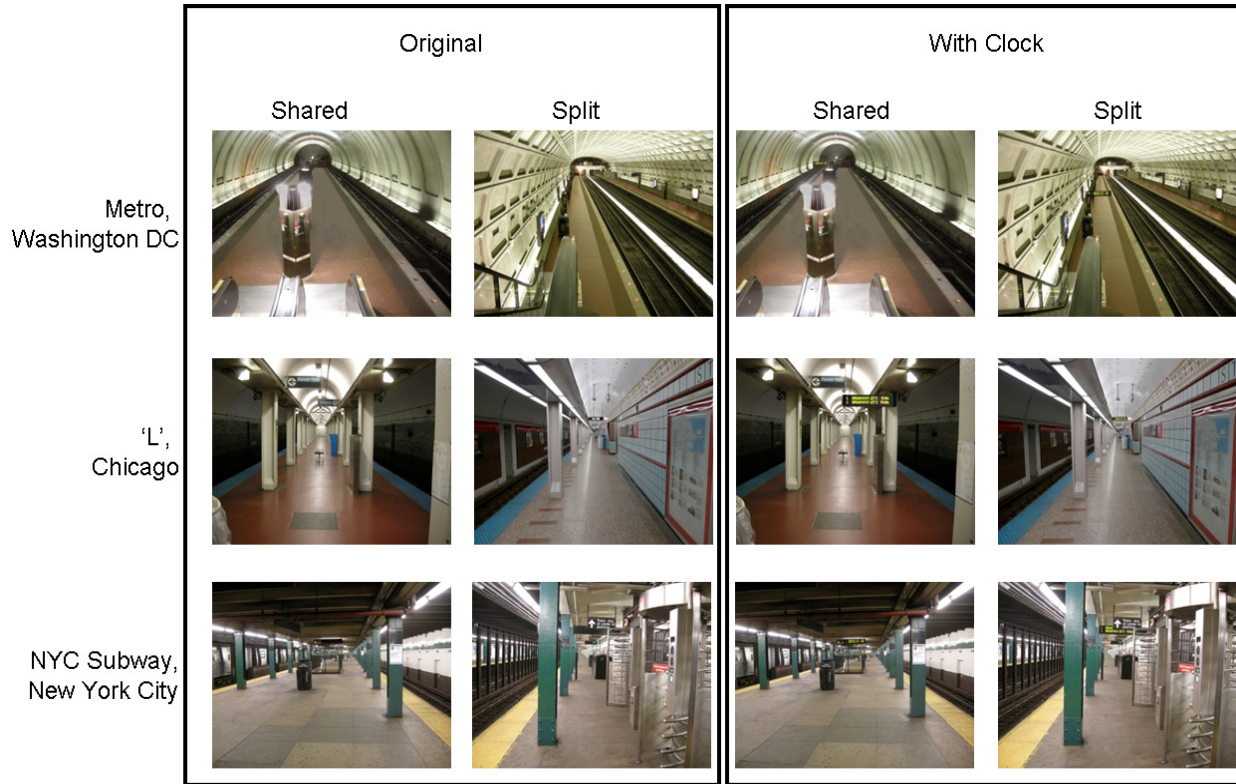 Original
With Clock
Shared
Split
Shared
Split
Metro,
Washington DC
‘L’,
Chicago
NYC Subway,
New York City